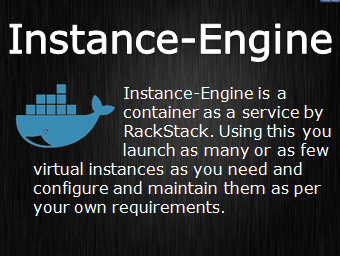 Instance-Engine
Instance-Engine is a
container as a service by
RackStack. Using this you
launch as many or as few
virtual instances as you need and
configure and maintain them as per
your own requirements.